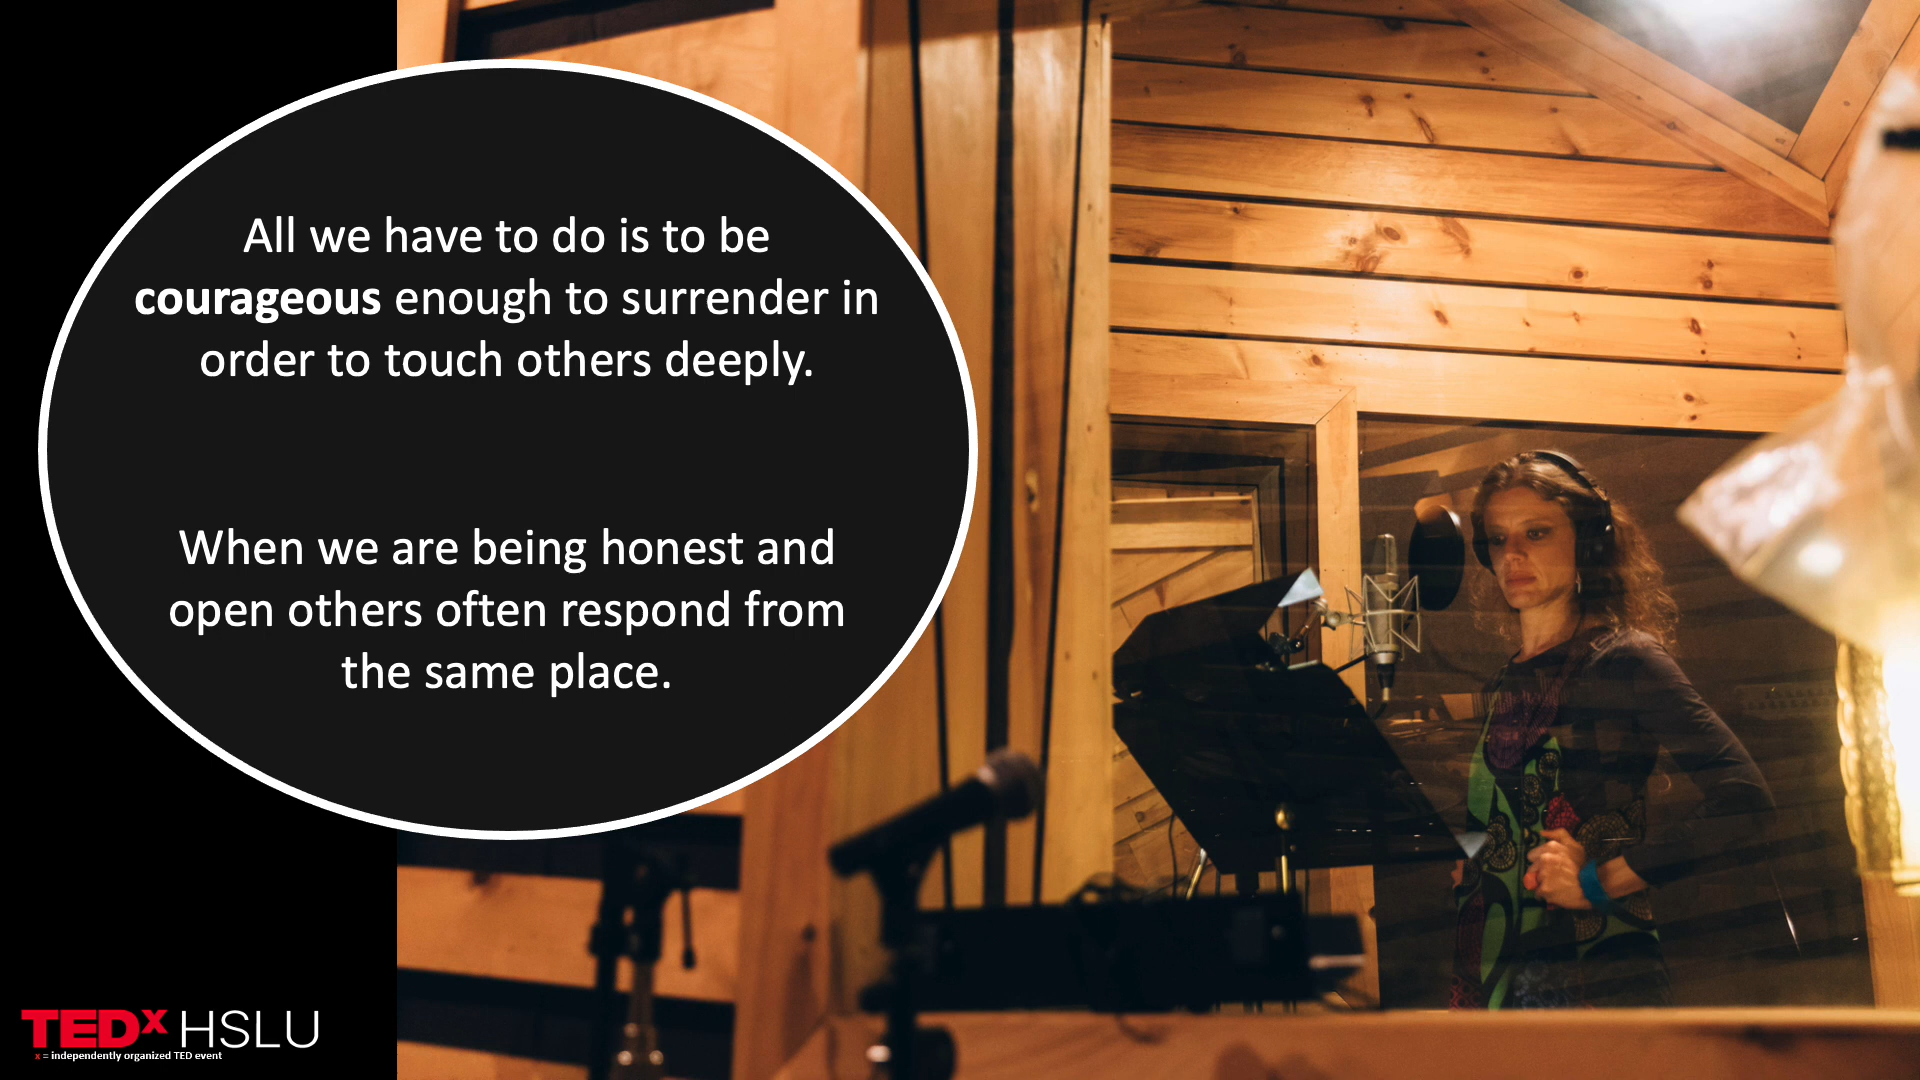 All we have to do is to be
courageous enough to surrender in
order to touch others deeply.
When we are being honest and
open others often respond from
the same place.
TEDx HSLU
x = independently organized TED event